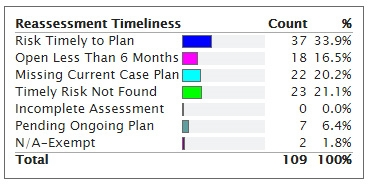 Reassessment Timeliness Count %
Risk Timely to Plan 37 33.9%
Open Less Than 6 Months 18 16.5%
Missing Current Case Plan 22 20.2%
Timely Risk Not Found 23 21.1%
Incomplete Assessment 0 0.0%
Pending Ongoing Plan 7 6.4%
N/A-Exempt 2 1.8%
Total 109 100%